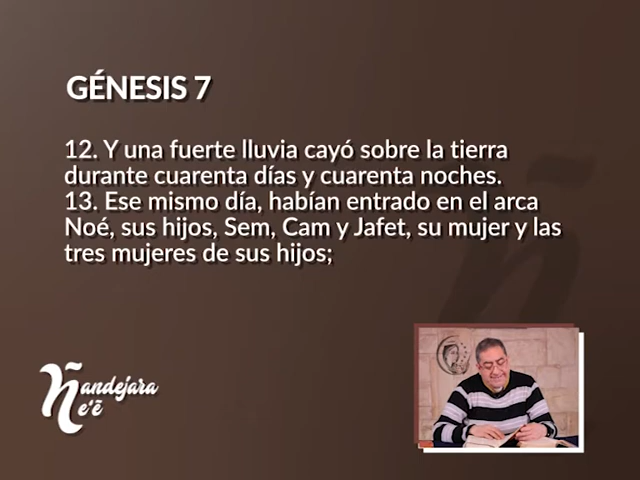 GÉNESIS 7
12. Y una fuerte lluvia cayó sobre la tierra
durante cuarenta días y cuarenta noches.
13. Ese mismo día, habían entrado en el arca
Noé, sus hijos, Sem, Cam y Jafet, su mujer y las
tres mujeres de sus hijos;
Ñandejara
Ñe'ẽ